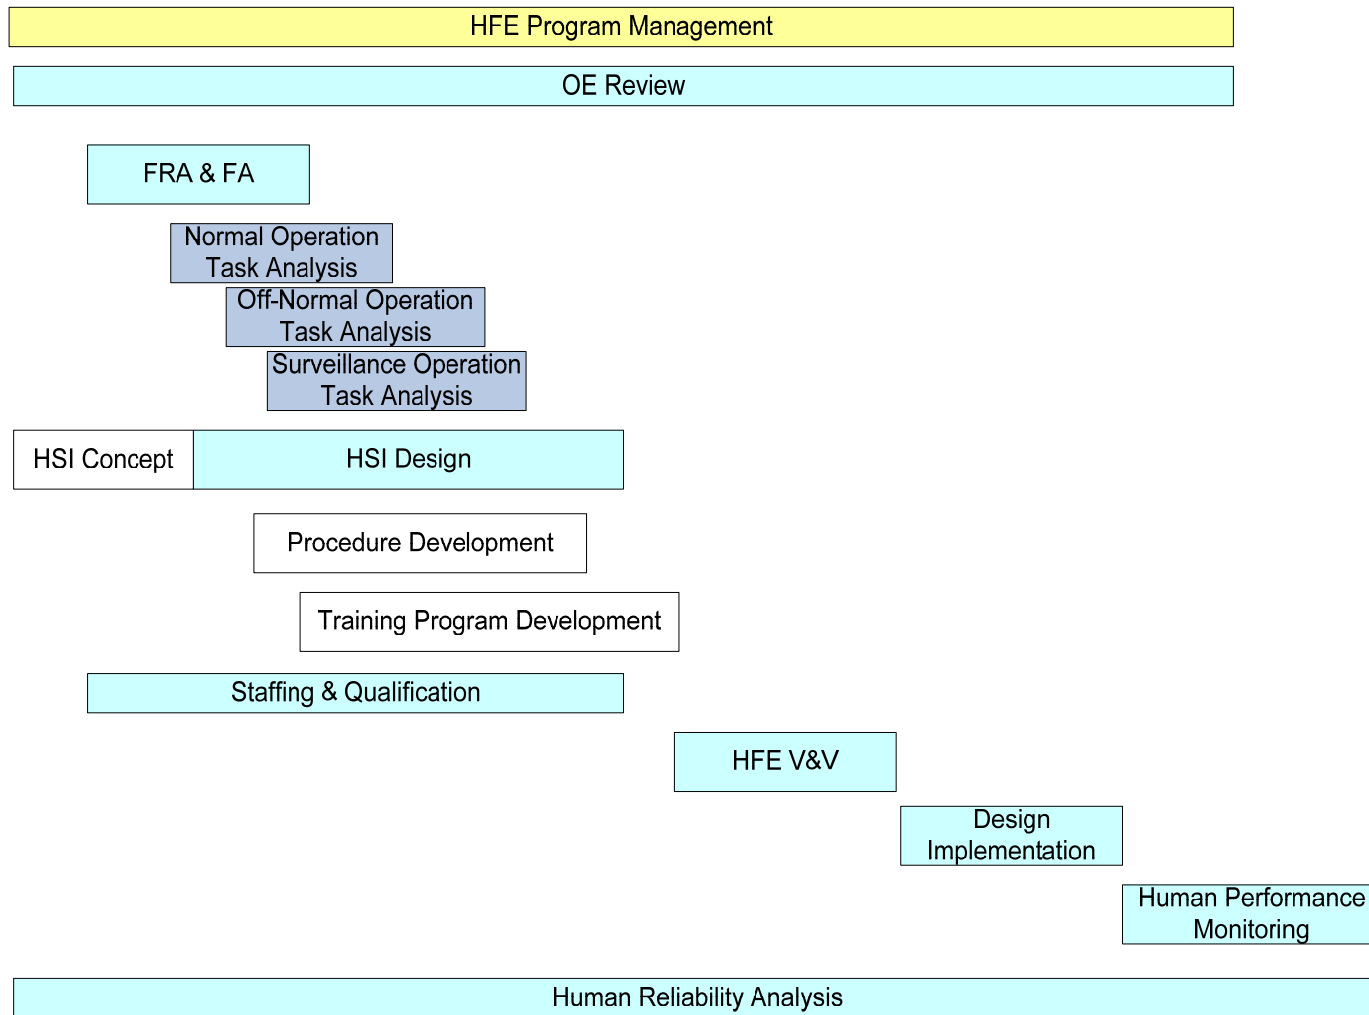 HFE Program Management
OE Review
FRA & FA
Normal Operation
Task Analysis
Off-Normal Operation
Task Analysis
Surveillance Operation
Task Analysis
HSI Concept
HSI Design
Procedure Development
Training Program Development
Staffing & Qualification
HFE V&V
Design
Implementation
Human Performance
Monitoring
Human Reliability Analysis